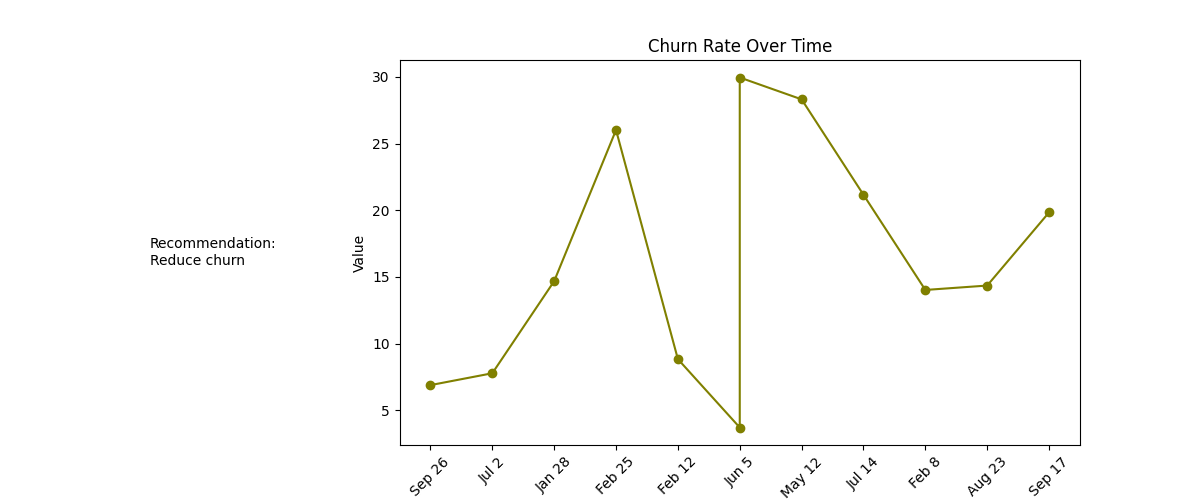 Churn Rate Over Time
Recommendation:
Reduce churn
Value
30
25
20
15
10
5
Sep 26
Jul 2
Jan 28
Feb 25
Feb 12
Jun 5
May 12
Jul 14
Feb 8
Aug 23
Sep 17